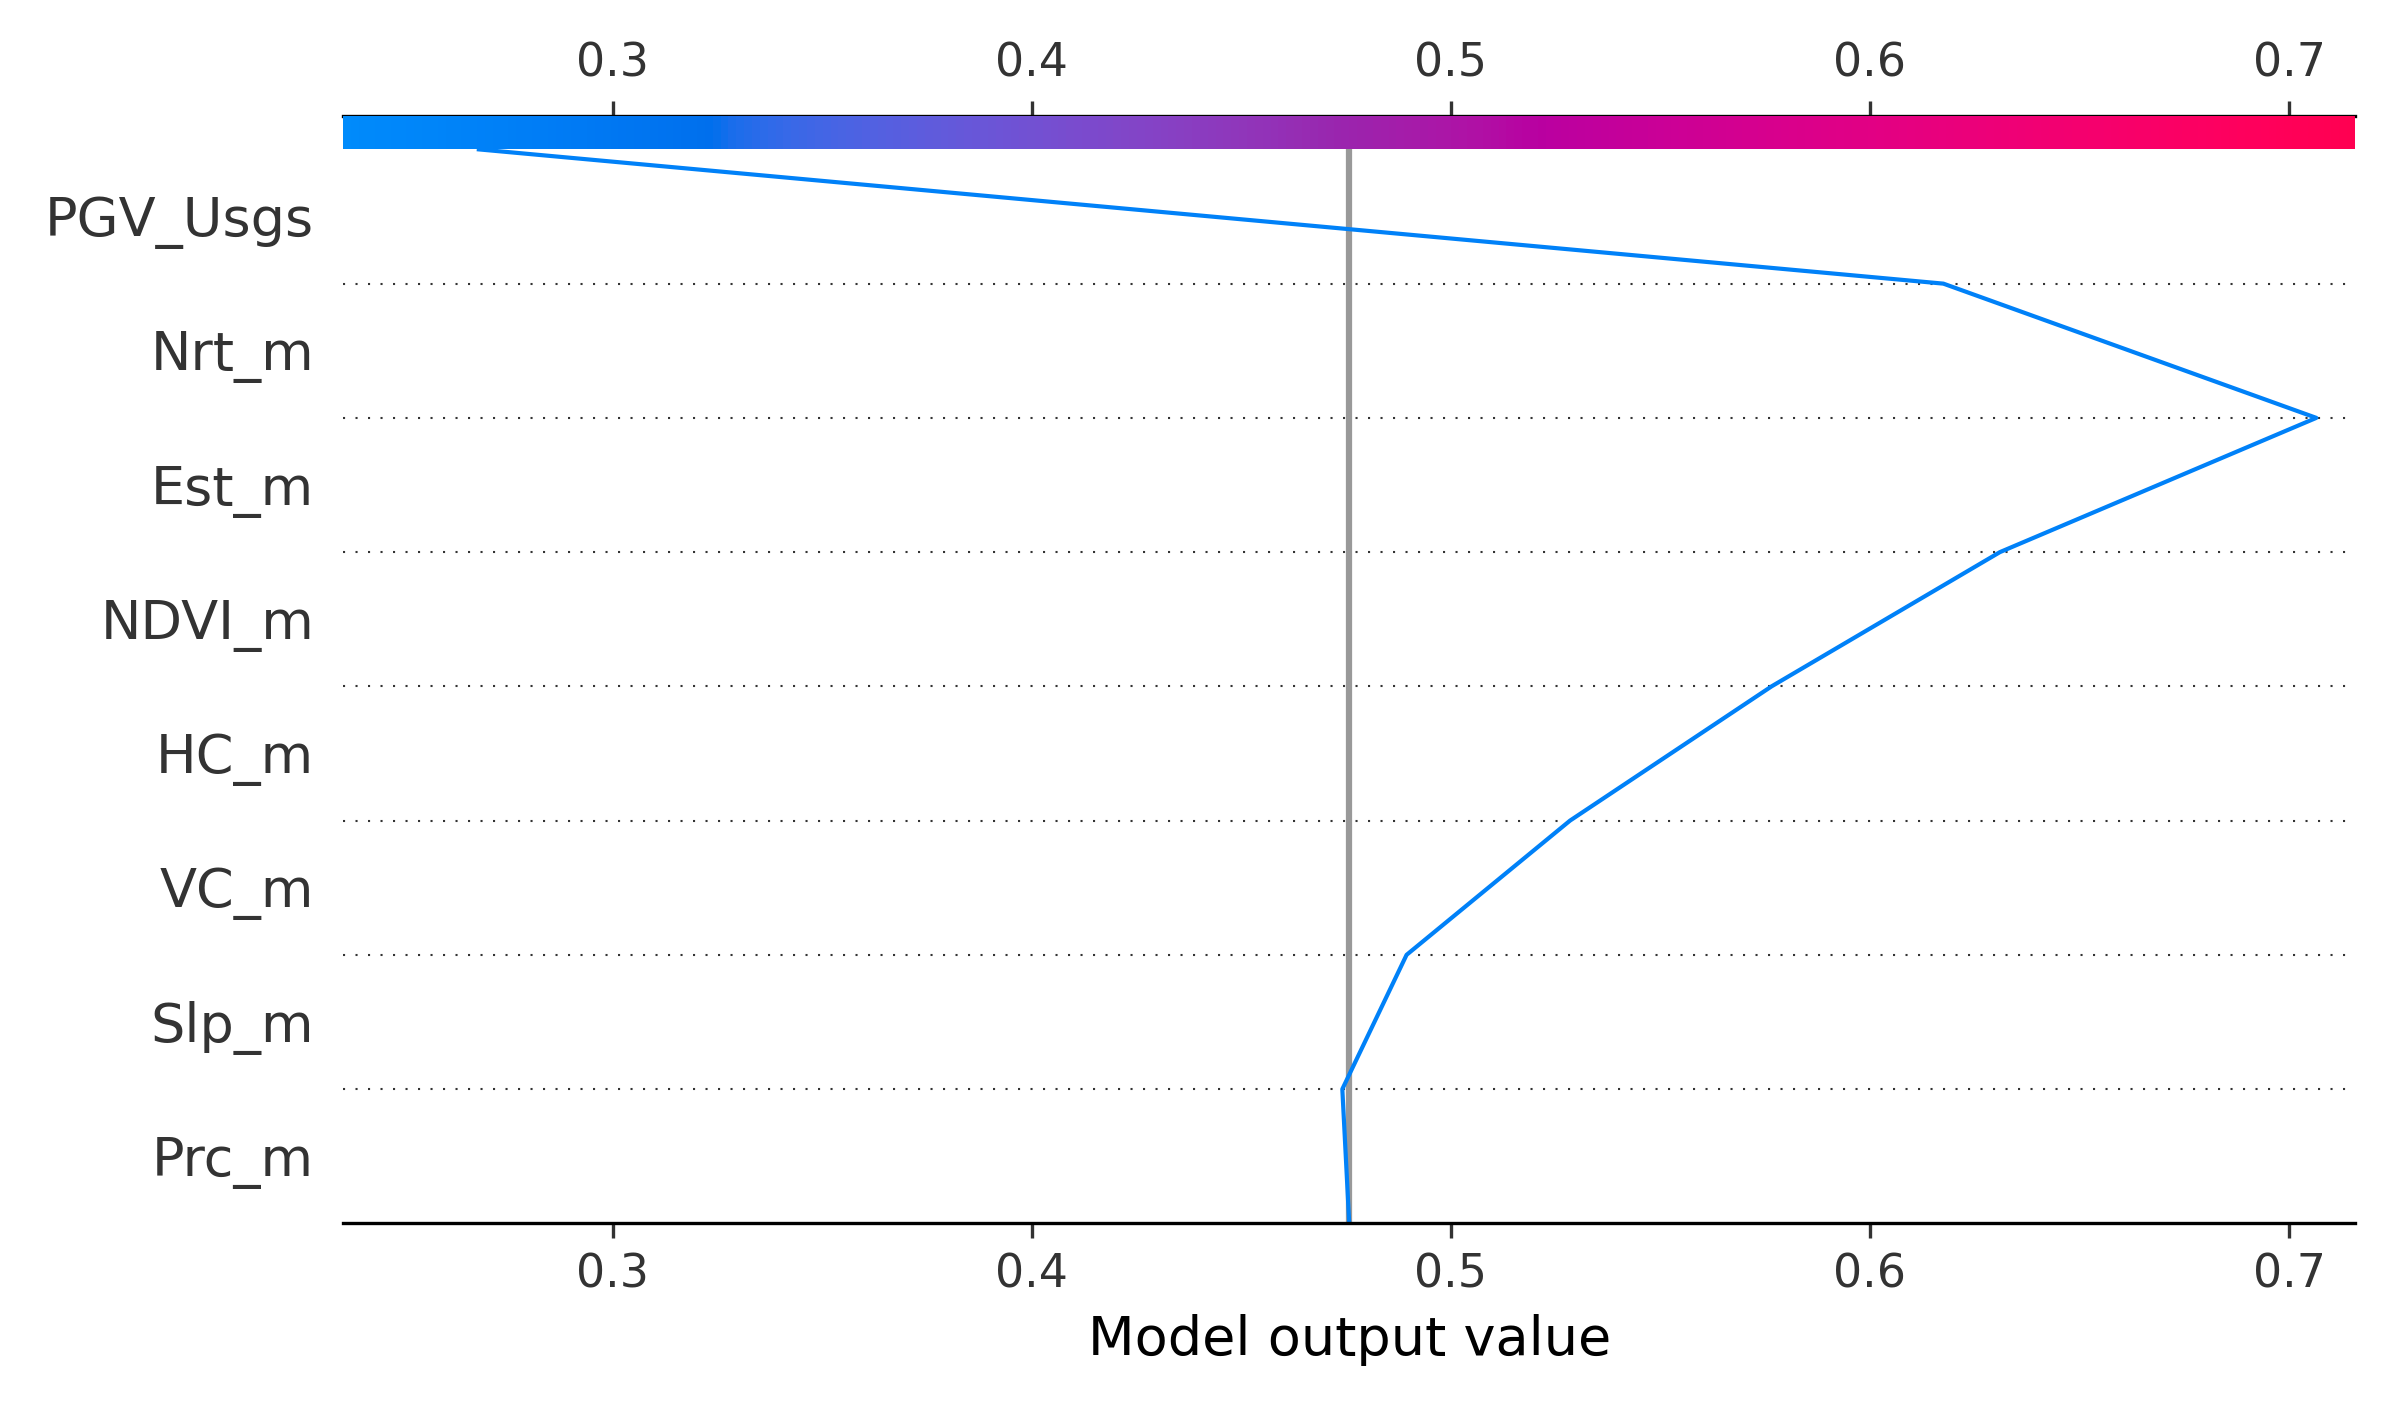 0.3 0.4 0.5 0.6 0.7
PGV_Usgs
Nrt_m
Est_m
NDVI_m
HC_m
VC_m
Slp_m
Prc_m
0.3 0.4 0.5 0.6 0.7
Model output value